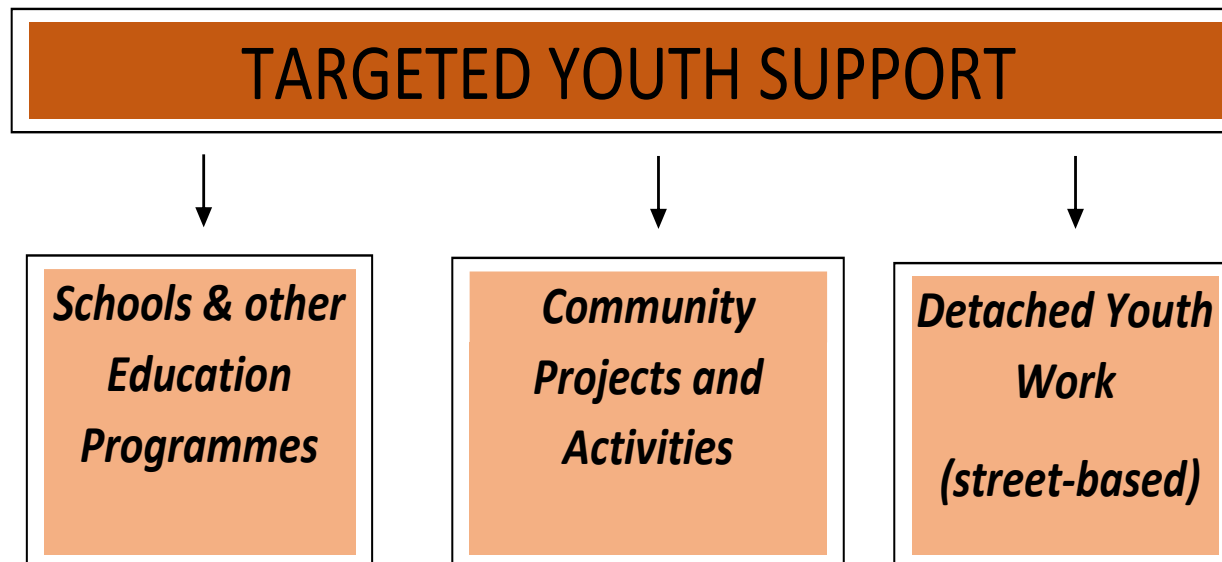 TARGETED YOUTH SUPPORT
Schools & other
Education
Programmes
Community
Projects and
Activities
Detached Youth
Work
(street-based)